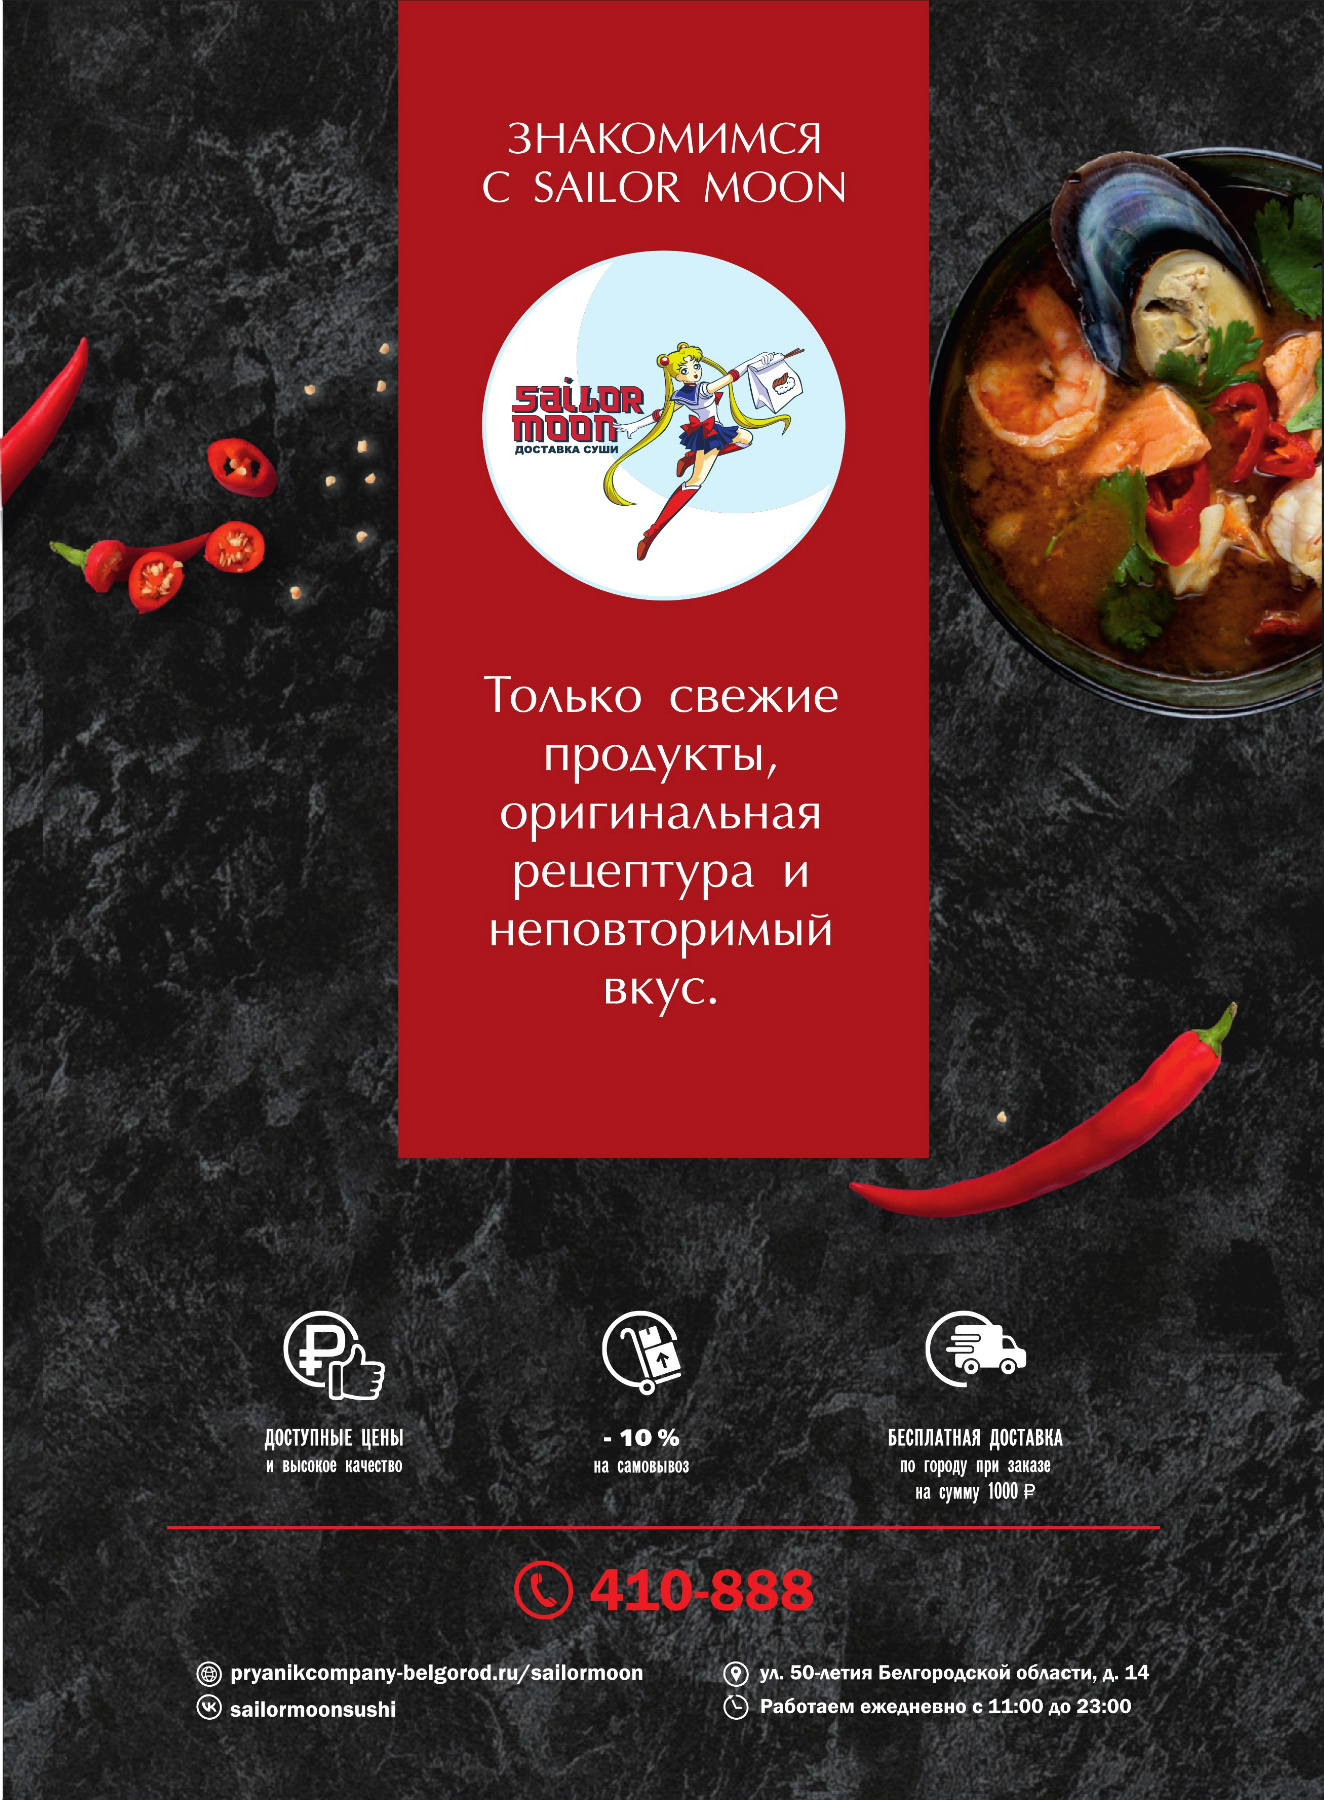 ЗНАКОМИМСЯ
С SAILOR MOON
SAILOR
MOON
ДОСТАВКА СУШИ
Только свежие
продукты,
оригинальная
рецептура и
неповторимый
вкус.
ДОСТУПНЫЕ ЦЕНЫ
и высокое качество
- 10 %
на самовывоз
БЕСПЛАТНАЯ ДОСТАВКА
по городу при заказе
на сумму 1000 ₽
410-888
pryanikcompany-belgorod.ru/sailormoon
sailormoonsushi
ул. 50-летия Белгородской области, д. 14
Работаем ежедневно с 11:00 до 23:00